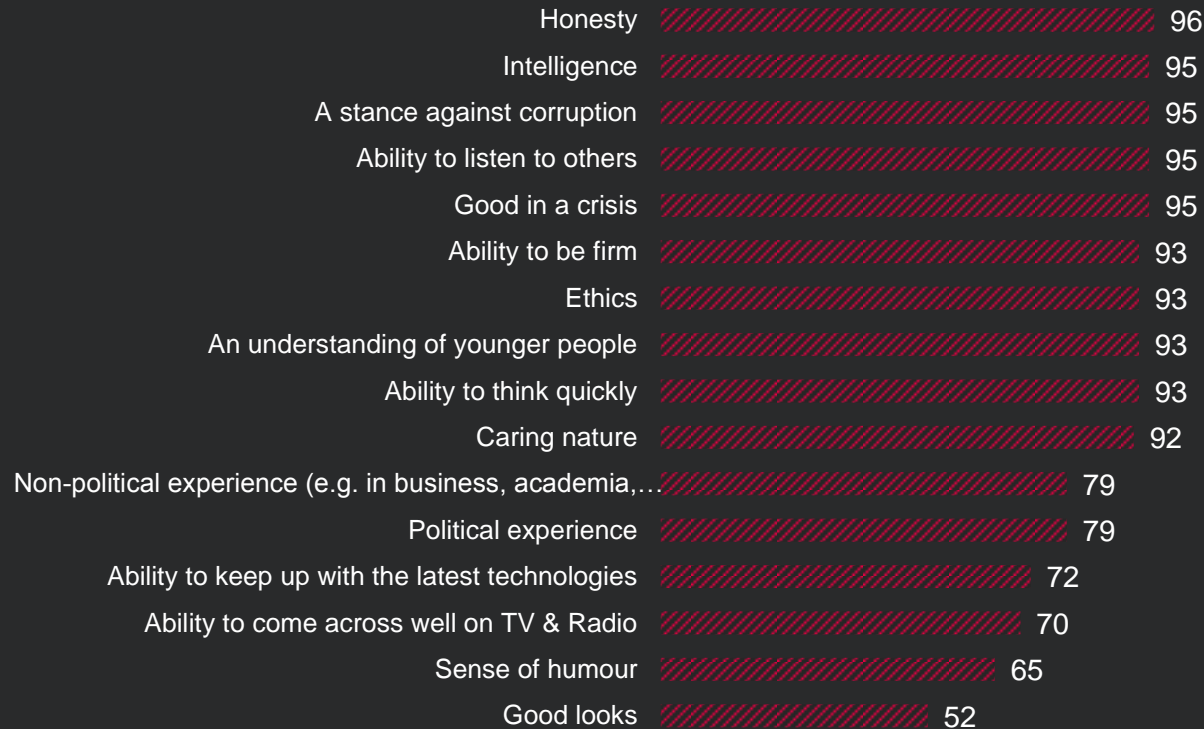 Honesty 96
Intelligence 95
A stance against corruption 95
Ability to listen to others 95
Good in a crisis 95
Ability to be firm 93
Ethics 93
An understanding of younger people 93
Ability to think quickly 93
Caring nature 92
Non-political experience (e.g. in business, academia,… 79
Political experience 79
Ability to keep up with the latest technologies 72
Ability to come across well on TV & Radio 70
Sense of humour 65
Good looks 52